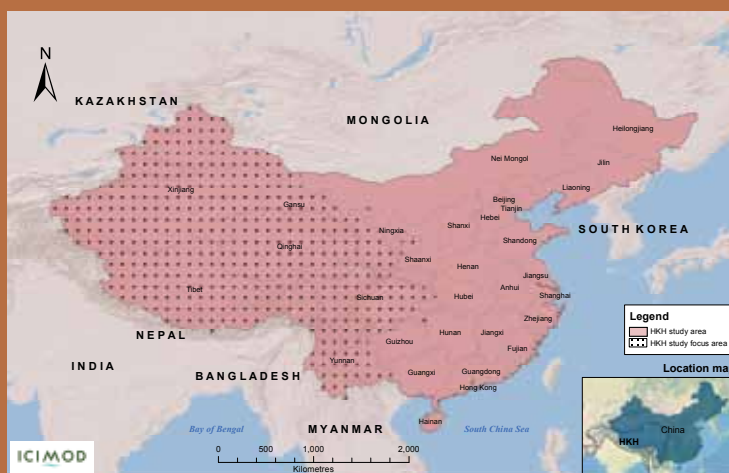 N
KAZAKHSTAN
MONGOLIA
Heilongjiang
Nei Mongol
Jilin
Xinjiang
Liaoning
Gansu
Beijing
Tianjin
Hebei
Ningxia
Shanxi
SOUTH KOREA
Qinghai
Shandong
Shaanxi
Henan
Tibet
Sichuan
Jiangsu
Anhui
Hubei
Shanghai
Zhejiang
Legend
HKH study area
HKH study focus area
NEPAL
Guizhou
Hunan
Jiangxi
Fujian
Yunnan
INDIA
BANGLADESH
Guangxi
Guangdong
Hong Kong
Location ma
Hainan
Bay of Bengal
MYANMAR
South China Sea
China
HKH
ICIMOD
0 500 1,000 2,000
Kilometres